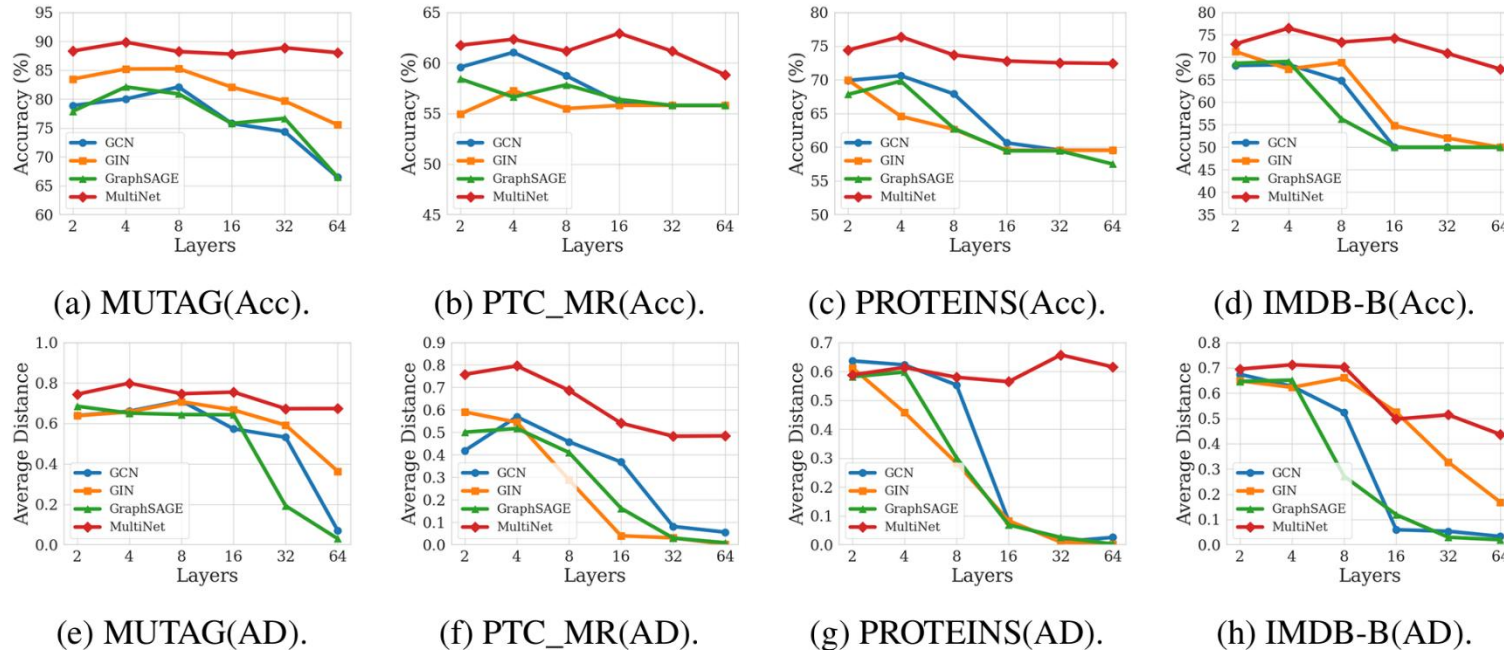 Accuracy (%)
95
90
85
80
75
70
65
60
GCN
GIN
GraphSAGE
MultiNet
2 4 8 16 32 64
Layers
(a) MUTAG(Acc).
Accuracy (%)
65
60
55
50
45
GCN
GIN
GraphSAGE
MultiNet
2 4 8 16 32 64
Layers
(b) PTC_MR(Acc).
Accuracy (%)
80
75
70
65
60
55
50
GCN
GIN
GraphSAGE
MultiNet
2 4 8 16 32 64
Layers
(c) PROTEINS(Acc).
Accuracy (%)
80
75
70
65
60
55
50
45
40
35
GCN
GIN
GraphSAGE
MultiNet
2 4 8 16 32 64
Layers
(d) IMDB-B(Acc).
Average Distance
1.0
0.8
0.6
0.4
0.2
0.0
GCN
GIN
GraphSAGE
MultiNet
2 4 8 16 32 64
Layers
(e) MUTAG(AD).
Average Distance
0.9
0.8
0.7
0.6
0.5
0.4
0.3
0.2
0.1
0.0
GCN
GIN
GraphSAGE
MultiNet
2 4 8 16 32 64
Layers
(f) PTC_MR(AD).
Average Distance
0.7
0.6
0.5
0.4
0.3
0.2
0.1
0.0
GCN
GIN
GraphSAGE
MultiNet
2 4 8 16 32 64
Layers
(g) PROTEINS(AD).
Average Distance
0.8
0.7
0.6
0.5
0.4
0.3
0.2
0.1
0.0
GCN
GIN
GraphSAGE
MultiNet
2 4 8 16 32 64
Layers
(h) IMDB-B(AD).